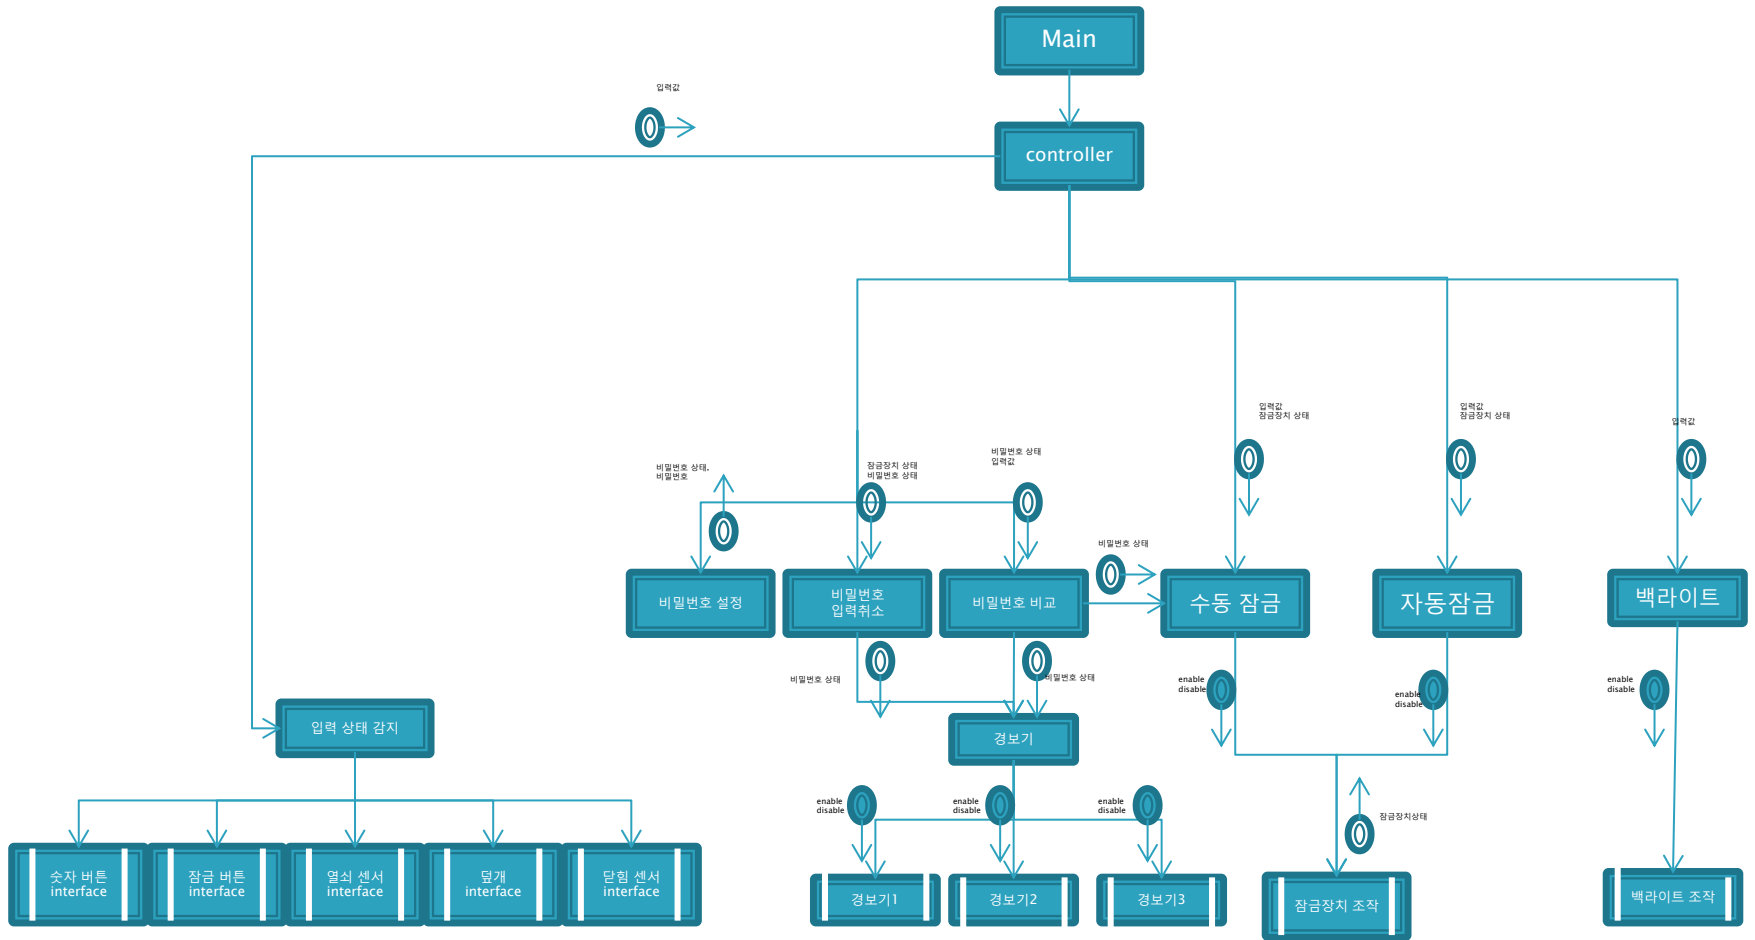 Main
입력값
controller
입력값
잠금장치 상태
입력값
잠금장치 상태
입력값
비밀번호 상태,
비밀번호
잠금장치 상태
비밀번호 상태
비밀번호 상태
입력값
비밀번호 상태
비밀번호 설정
비밀번호
입력취소
비밀번호 비교
수동 잠금
자동잠금
백라이트
비밀번호 상태
비밀번호 상태
enable
disable
enable
disable
enable
disable
입력 상태 감지
경보기
enable
disable
enable
disable
enable
disable
잠금장치상태
숫자 버튼
interface
잠금 버튼
interface
열쇠 센서
interface
덮개
interface
닫힘 센서
interface
경보기1
경보기2
경보기3
잠금장치 조작
백라이트 조작